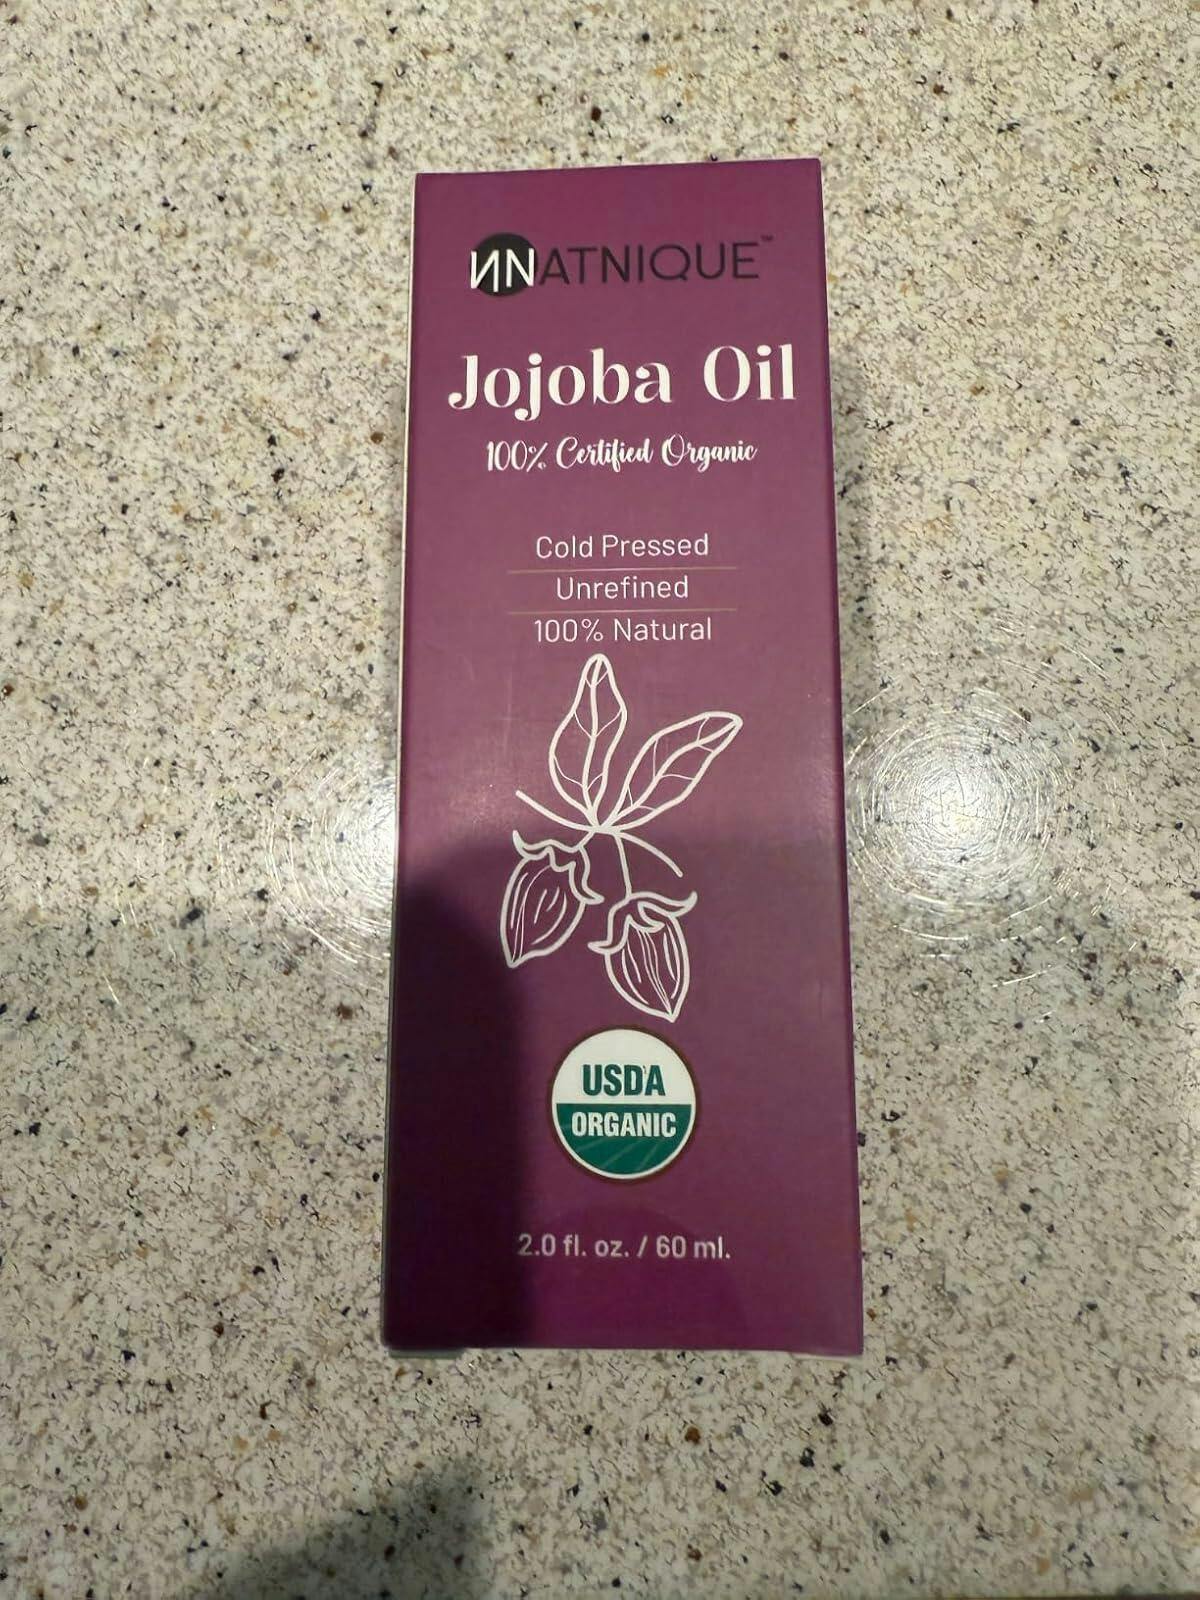 NATNIQUE™
Jojoba Oil
100% Certified Organic
Cold Pressed
Unrefined
100% Natural
USDA
ORGANIC
2.0 fl. oz. / 60 ml.